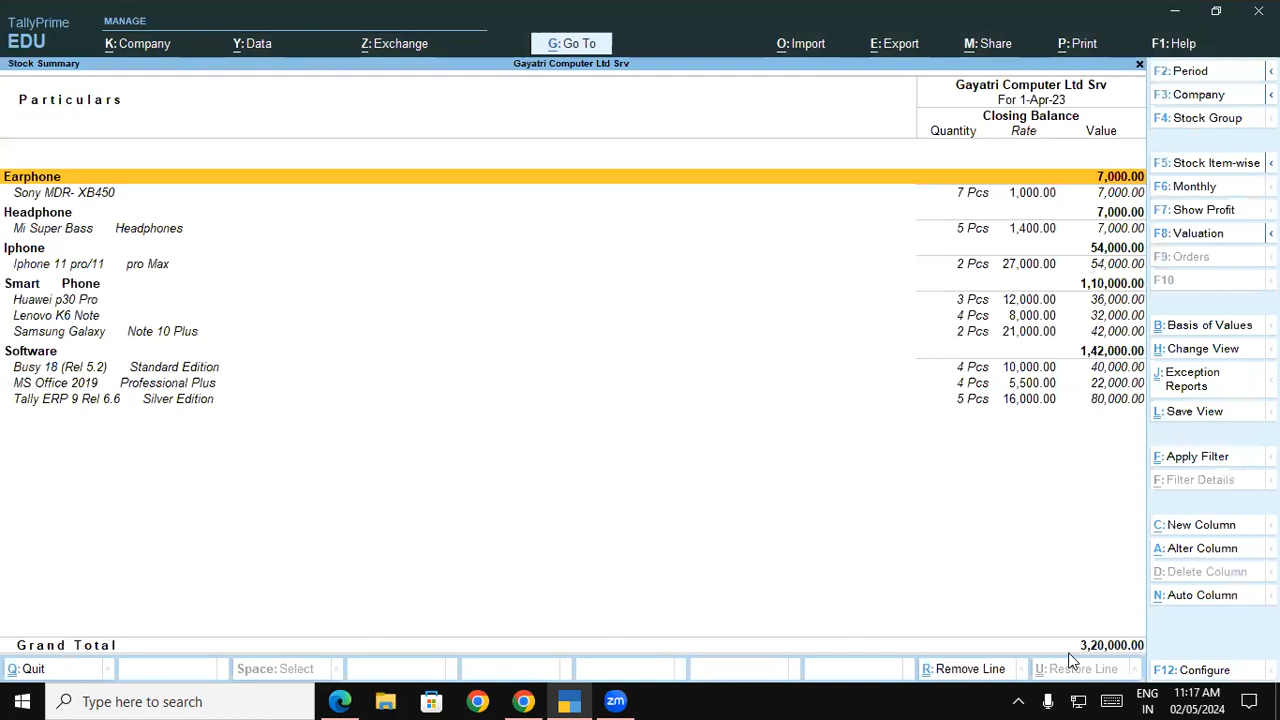 TallyPrime
EDU
MANAGE
K: Company
Y: Data
Z: Exchange
G: Go To
O: Import
E: Export
M: Share
P: Print
F1: Help
Stock Summary
Gayatri Computer Ltd Srv
Particulars
Gayatri Computer Ltd Srv
For 1-Apr-23
Closing Balance
Quantity Rate Value
Earphone 7,000.00
Sony MDR- XB450 7 Pcs 1,000.00 7,000.00
Headphone 7,000.00
Mi Super Bass Headphones 5 Pcs 1,400.00 7,000.00
Iphone 54,000.00
Iphone 11 pro/11 pro Max 2 Pcs 27,000.00 54,000.00
Smart Phone 1,10,000.00
Huawei p30 Pro 3 Pcs 12,000.00 36,000.00
Lenovo K6 Note 4 Pcs 8,000.00 32,000.00
Samsung Galaxy Note 10 Plus 2 Pcs 21,000.00 42,000.00
Software 1,42,000.00
Busy 18 (Rel 5.2) Standard Edition 4 Pcs 10,000.00 40,000.00
MS Office 2019 Professional Plus 4 Pcs 5,500.00 22,000.00
Tally ERP 9 Rel 6.6 Silver Edition 5 Pcs 16,000.00 80,000.00
Grand Total 3,20,000.00
F2: Period
F3: Company
F4: Stock Group
F5: Stock Item-wise
F6: Monthly
F7: Show Profit
F8: Valuation
F9: Orders
F10
B: Basis of Values
H: Change View
J: Exception
Reports
L: Save View
F: Apply Filter
F: Filter Details
C: New Column
A: Alter Column
D: Delete Column
N: Auto Column
F12: Configure
Q: Quit
Space: Select
R: Remove Line
U: Restore Line
Type here to search
ENG
IN
11:17 AM
02/05/2024